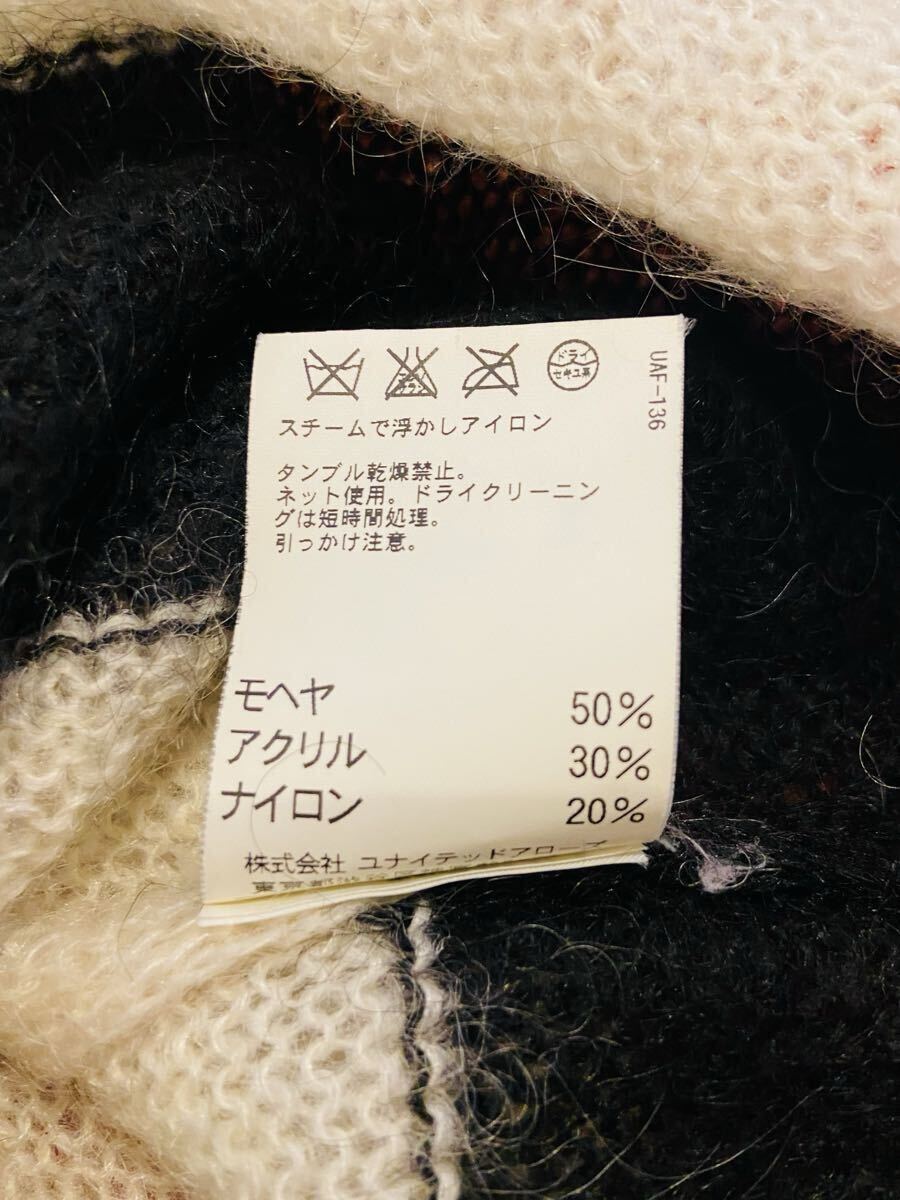 ドライ
セキユ系
UAF-136
スチームで浮かしアイロン
タンブル乾燥禁止。
ネット使用。ドライクリーニン
グは短時間処理。
引っかけ注意。
モヘヤ 50%
アクリル 30%
ナイロン 20%
株式会社 ユナイテッドアローズ
東京都